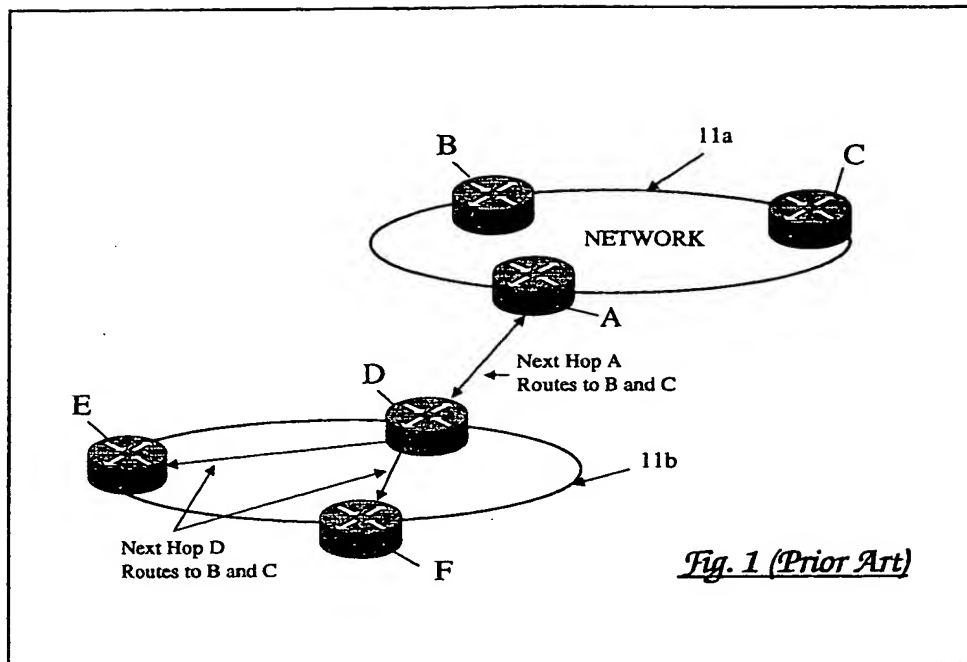 11a
B
C
NETWORK
A
Next Hop A
Routes to B and C
D
E
11b
Next Hop D
Routes to B and C
F
Fig. 1 (Prior Art)